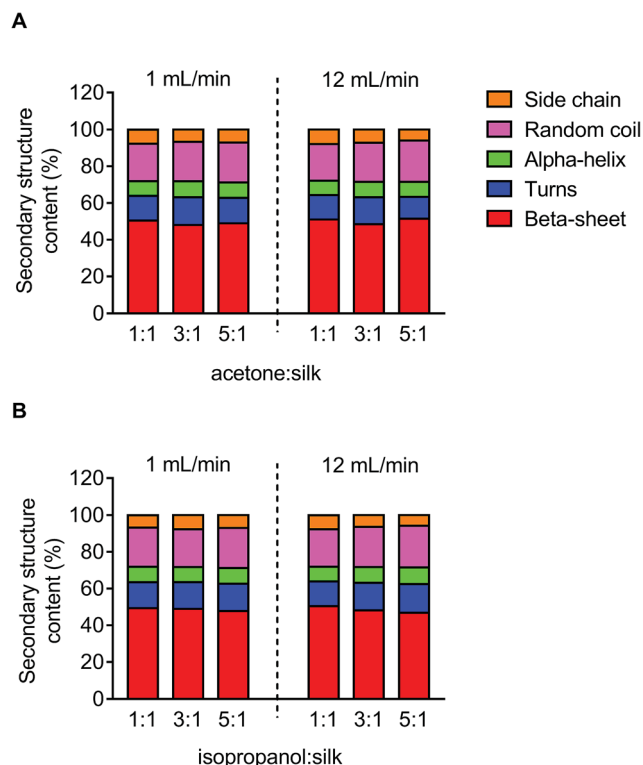 A
1 mL/min 12 mL/min
Secondary structure
content (%)
120
100
80
60
40
20
0
1:1 3:1 5:1 1:1 3:1 5:1
acetone:silk
Side chain
Random coil
Alpha-helix
Turns
Beta-sheet
B
1 mL/min 12 mL/min
Secondary structure
content (%)
120
100
80
60
40
20
0
1:1 3:1 5:1 1:1 3:1 5:1
isopropanol:silk